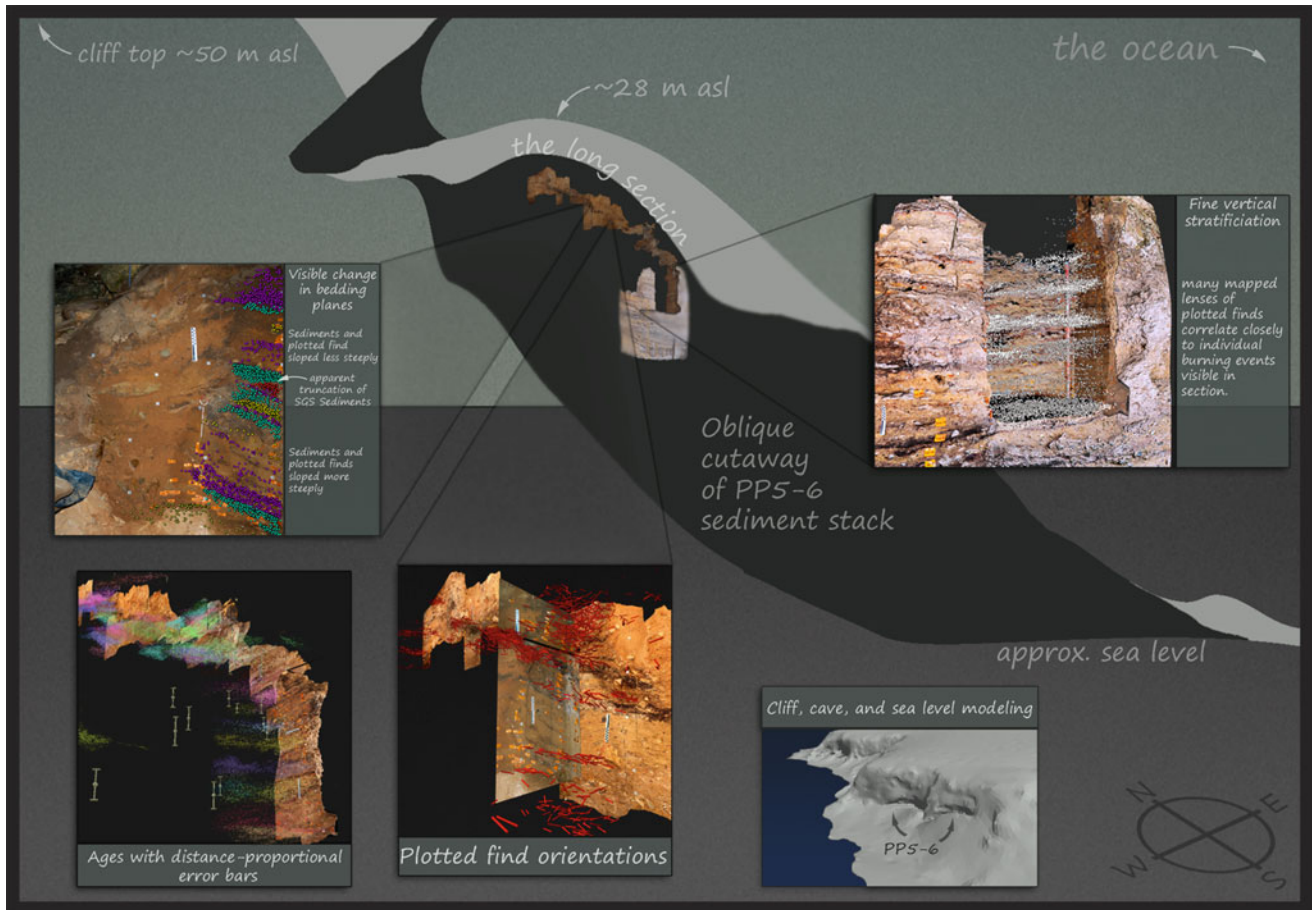 cliff top ~50 m asl
the ocean
~28 m asl
the long section
Visible change
in bedding
planes
Sediments and
plotted find
sloped less steeply
apparent
truncation of
SGS Sediments
Sediments and
plotted finds
sloped more
steeply
Fine vertical
stratificiation
many mapped
lenses of
plotted finds
correlate closely
to individual
burning events
visible in
section.
Oblique
cutaway
of PP5-6
sediment stack
approx. sea level
Ages with distance-proportional
error bars
Plotted find orientations
Cliff, cave, and sea level modeling
PP5-6
N
E
W
S